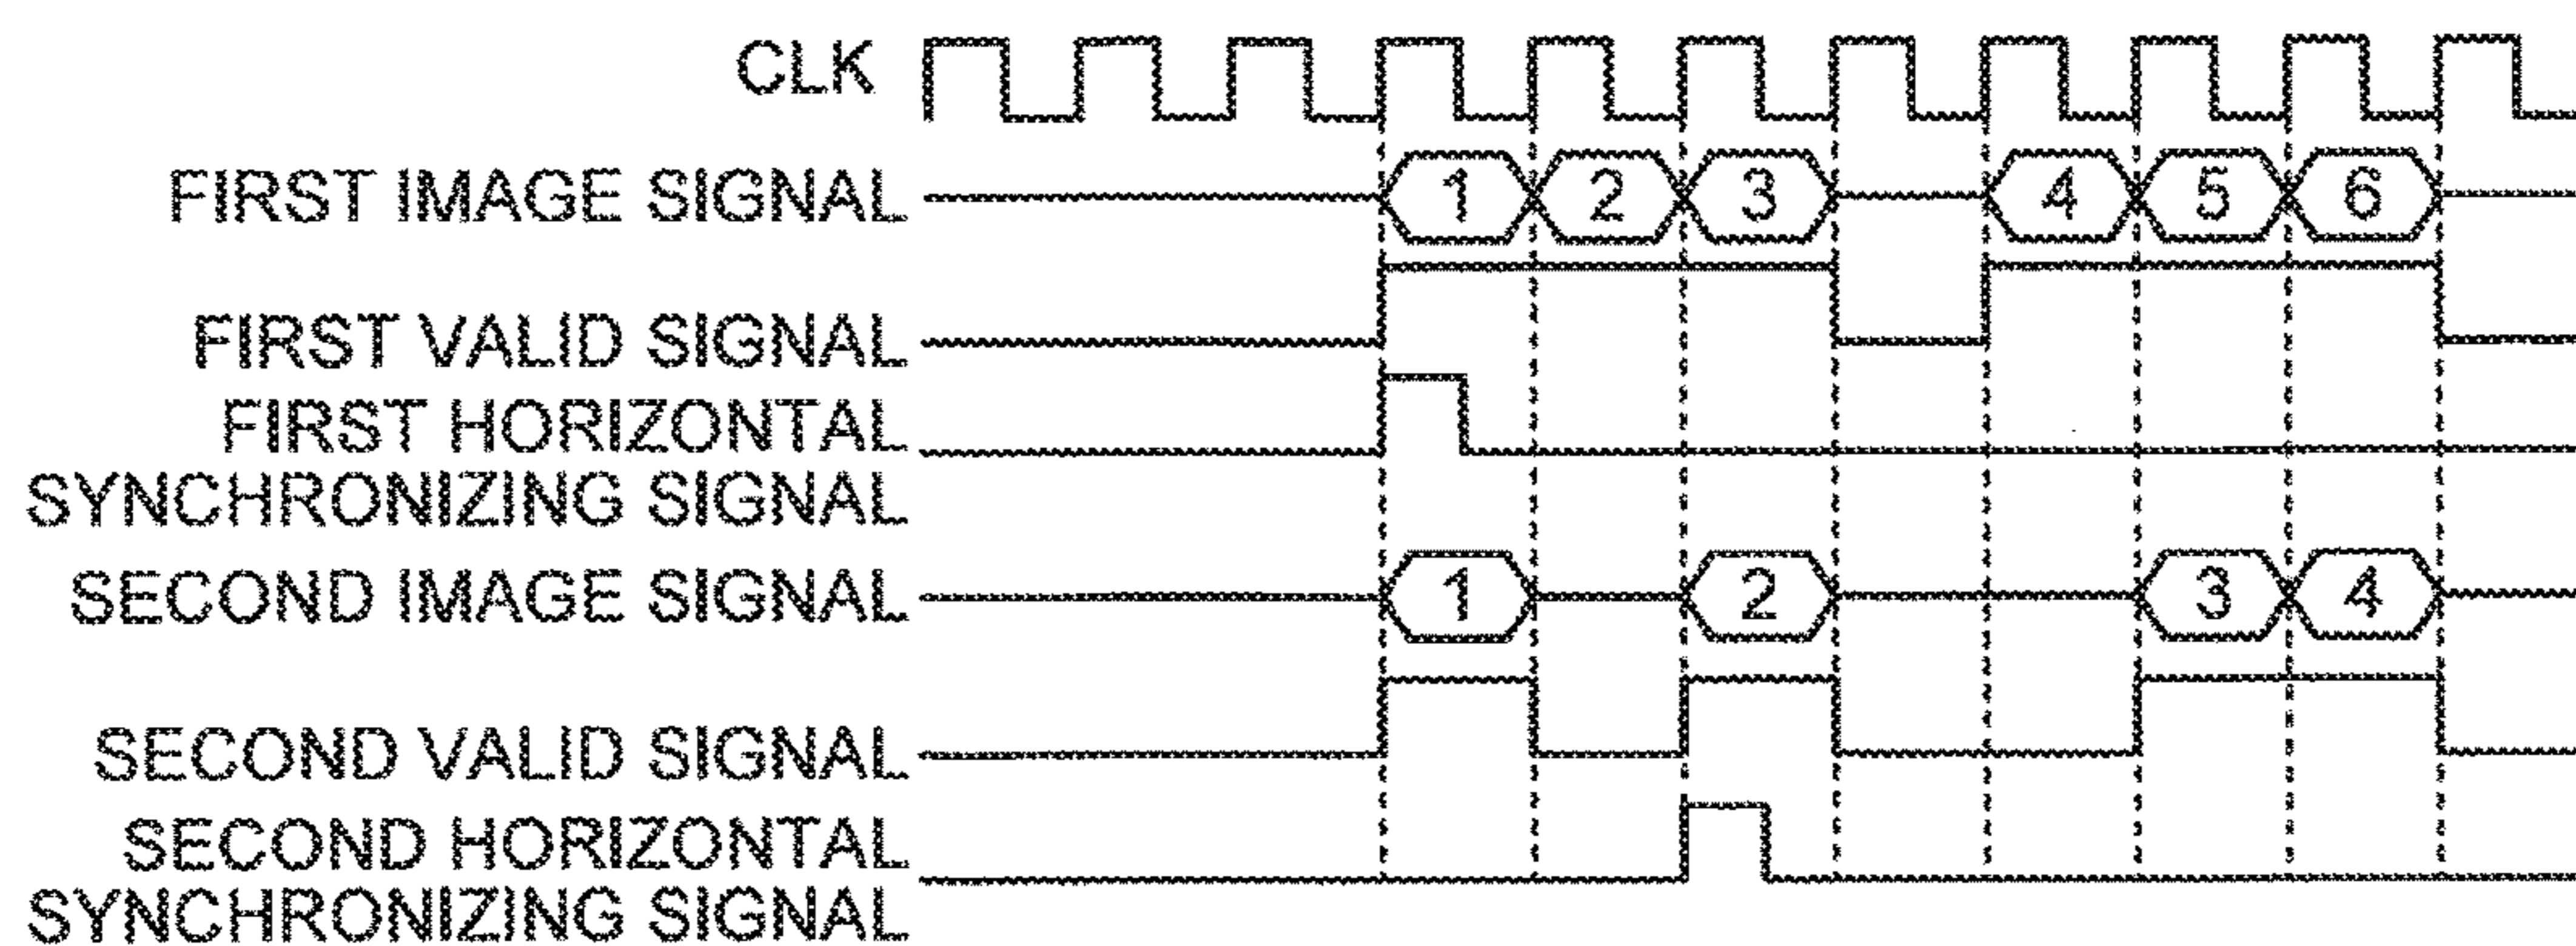 CLK
FIRST IMAGE SIGNAL
1 2 3 4 5 6
FIRST VALID SIGNAL
FIRST HORIZONTAL
SYNCHRONIZING SIGNAL
SECOND IMAGE SIGNAL
1 2 3 4
SECOND VALID SIGNAL
SECOND HORIZONTAL
SYNCHRONIZING SIGNAL